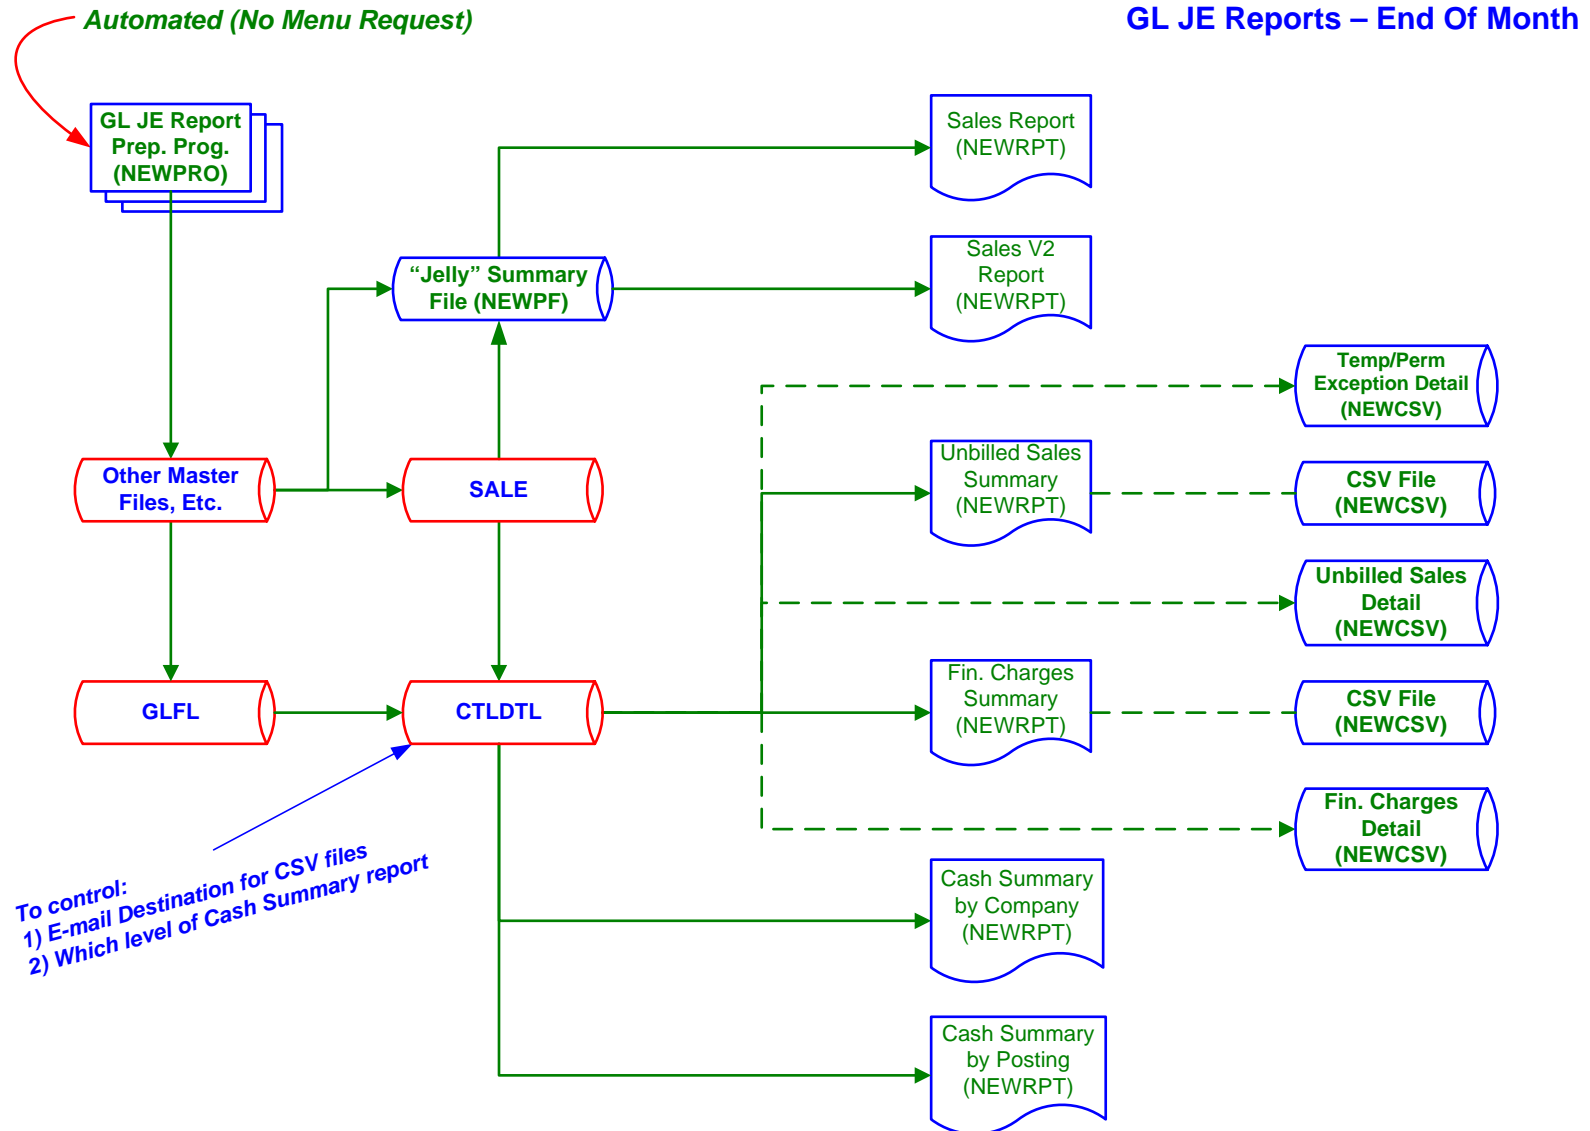 Automated (No Menu Request)
GL JE Reports – End Of Month
GL JE Report
Prep. Prog.
(NEWPRO)
Sales Report
(NEWRPT)
“Jelly” Summary
File (NEWPF)
Sales V2
Report
(NEWRPT)
Temp/Perm
Exception Detail
(NEWCSV)
Other Master
Files, Etc.
SALE
Unbilled Sales
Summary
(NEWRPT)
CSV File
(NEWCSV)
Unbilled Sales
Detail
(NEWCSV)
GLFL
CTLDTL
Fin. Charges
Summary
(NEWRPT)
CSV File
(NEWCSV)
Fin. Charges
Detail
(NEWCSV)
To control:
1) E-mail Destination for CSV files
2) Which level of Cash Summary report
Cash Summary
by Company
(NEWRPT)
Cash Summary
by Posting
(NEWRPT)